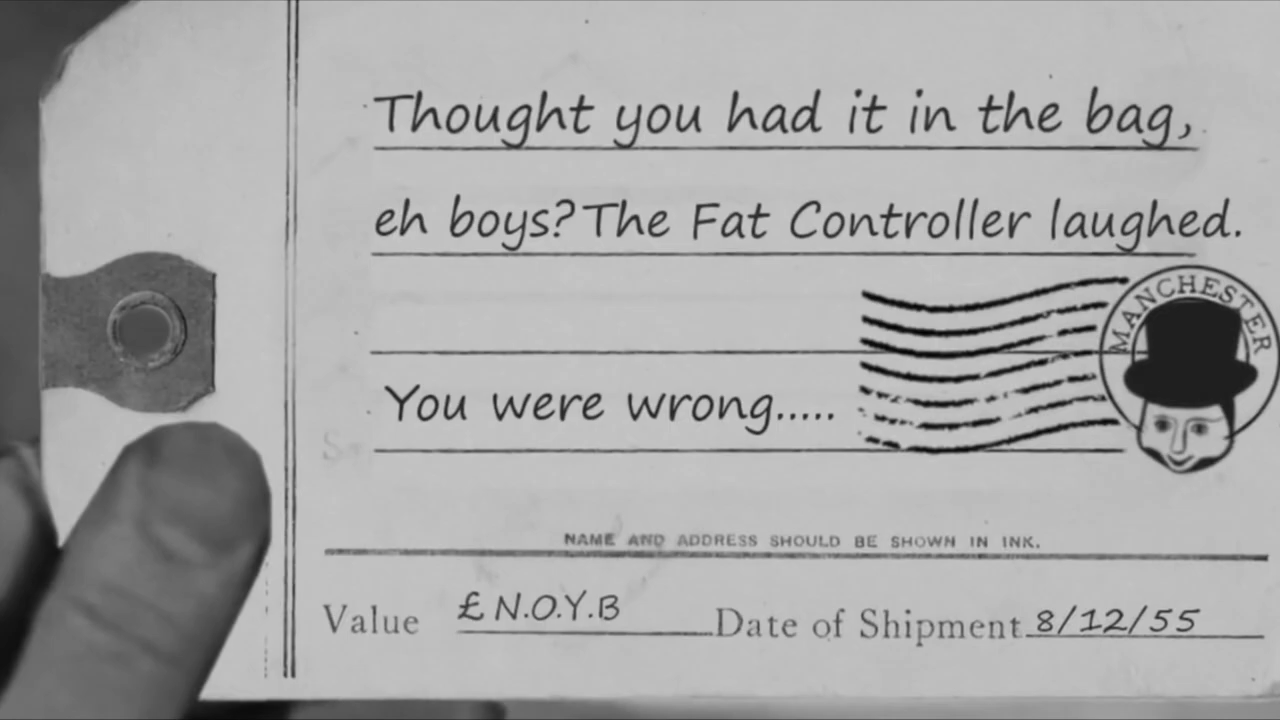 Thought you had it in the bag,
eh boys? The Fat Controller laughed.
MANCHESTER
You were wrong.....
NAME AND ADDRESS SHOULD BE SHOWN IN INK.
Value £ N.O.Y.B Date of Shipment 8/12/55